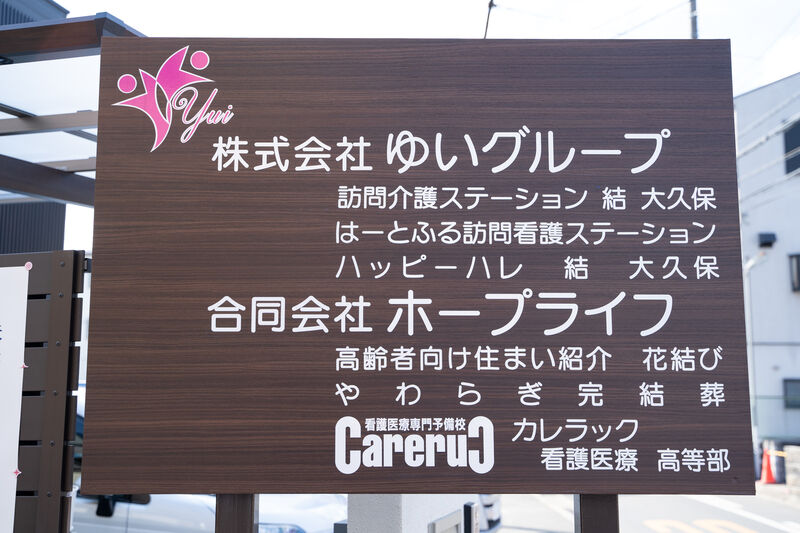 Yui
株式会社 ゆいグループ
訪問介護ステーション 結 大久保
はーとふる訪問看護ステーション
ハッピーハレ 結 大久保
合同会社 ホープライフ
高齢者向け住まい紹介 花結び
やわらぎ完結葬
看護医療専門予備校
CareruC カレラック
看護医療 高等部